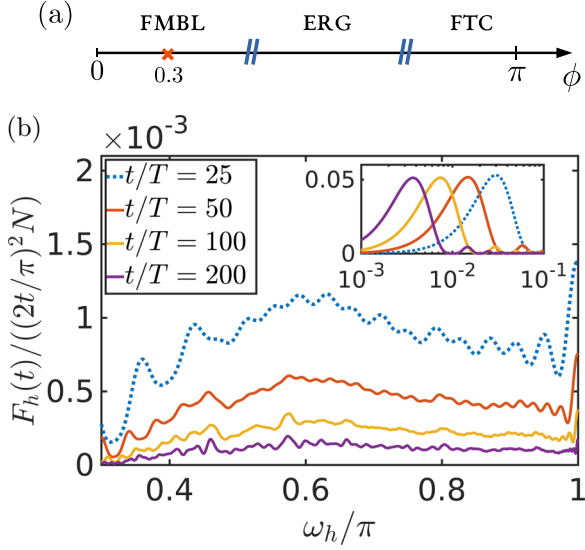 (a)
FMBL ERG FTC
0 0.3 π ϕ
(b)
×10⁻³
2
1.5
1
0.5
0
F_h(t)/((2t/π)²N)
t/T = 25
t/T = 50
t/T = 100
t/T = 200
0.05
0
10⁻³ 10⁻² 10⁻¹
0.4 0.6 0.8 1
ω_h/π